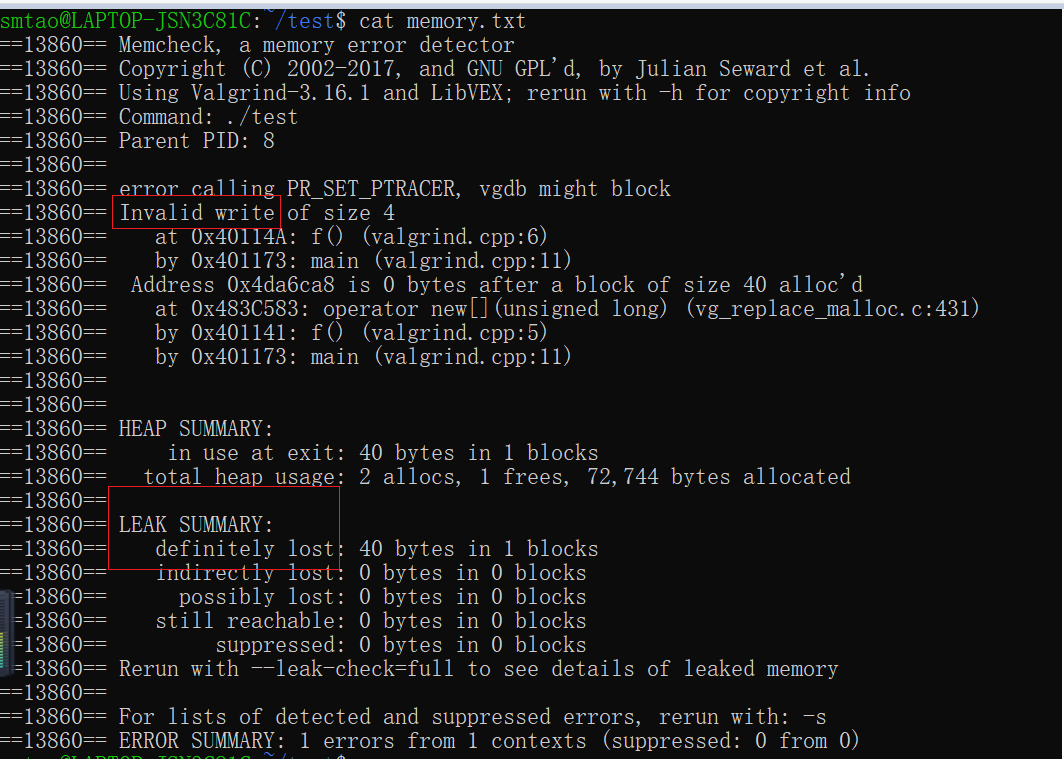 smtao@LAPTOP-JSN3C81C:~/test$ cat memory.txt
==13860== Memcheck, a memory error detector
==13860== Copyright (C) 2002-2017, and GNU GPL'd, by Julian Seward et al.
==13860== Using Valgrind-3.16.1 and LibVEX; rerun with -h for copyright info
==13860== Command: ./test
==13860== Parent PID: 8
==13860==
==13860== error calling PR_SET_PTRACER, vgdb might block
==13860== Invalid write of size 4
==13860==    at 0x40114A: f() (valgrind.cpp:6)
==13860==    by 0x401173: main (valgrind.cpp:11)
==13860==  Address 0x4da6ca8 is 0 bytes after a block of size 40 alloc'd
==13860==    at 0x483C583: operator new[](unsigned long) (vg_replace_malloc.c:431)
==13860==    by 0x401141: f() (valgrind.cpp:5)
==13860==    by 0x401173: main (valgrind.cpp:11)
==13860==
==13860==
==13860== HEAP SUMMARY:
==13860==     in use at exit: 40 bytes in 1 blocks
==13860==   total heap usage: 2 allocs, 1 frees, 72,744 bytes allocated
==13860==
==13860== LEAK SUMMARY:
==13860==    definitely lost: 40 bytes in 1 blocks
==13860==    indirectly lost: 0 bytes in 0 blocks
==13860==      possibly lost: 0 bytes in 0 blocks
==13860==    still reachable: 0 bytes in 0 blocks
==13860==         suppressed: 0 bytes in 0 blocks
==13860== Rerun with --leak-check=full to see details of leaked memory
==13860==
==13860== For lists of detected and suppressed errors, rerun with: -s
==13860== ERROR SUMMARY: 1 errors from 1 contexts (suppressed: 0 from 0)